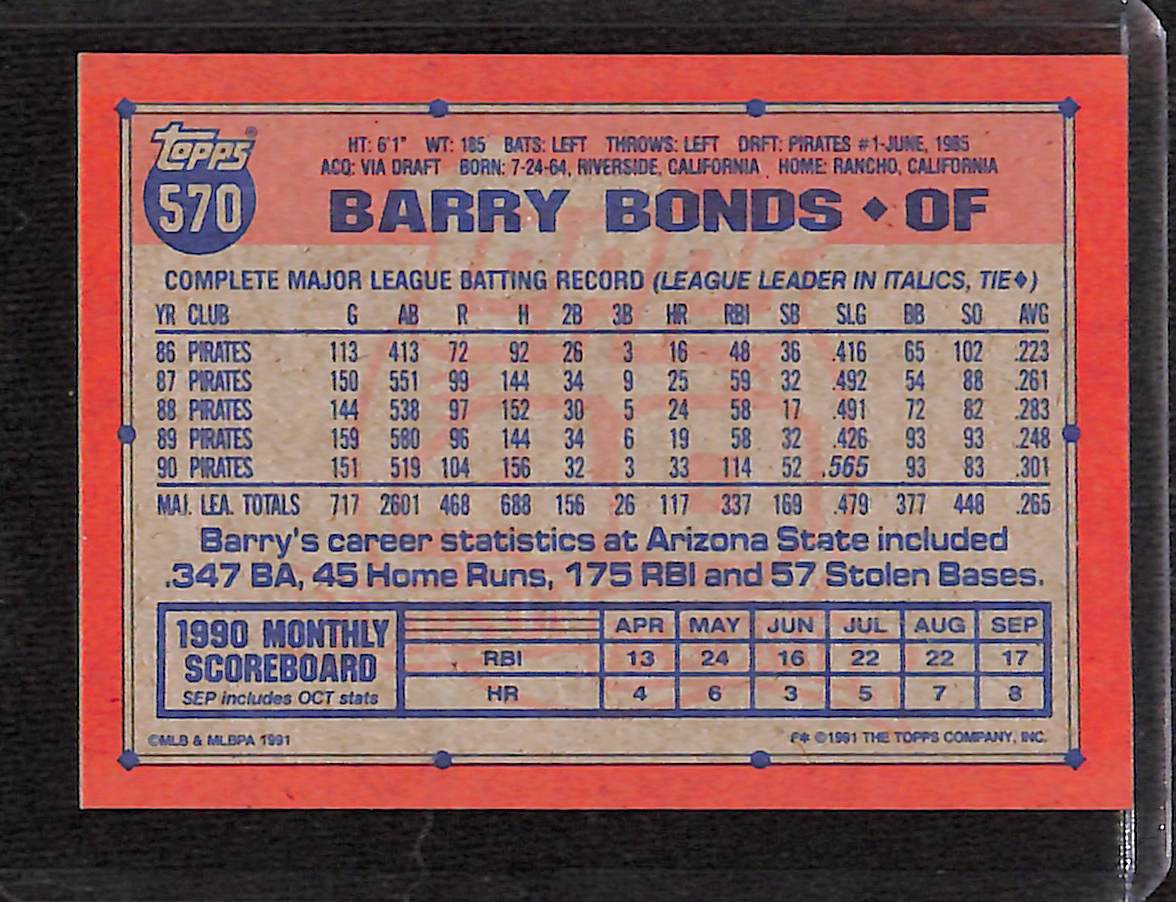 Topps®
570
HT: 6'1" WT: 185 BATS: LEFT THROWS: LEFT DRFT: PIRATES #1-JUNE, 1985
ACQ: VIA DRAFT BORN: 7-24-64, RIVERSIDE, CALIFORNIA HOME: RANCHO, CALIFORNIA
BARRY BONDS ♦ OF
COMPLETE MAJOR LEAGUE BATTING RECORD (LEAGUE LEADER IN ITALICS, TIE♦)
YR CLUB G AB R H 2B 3B HR RBI SB SLG BB SO AVG
86 PIRATES 113 413 72 92 26 3 16 48 36 .416 65 102 .223
87 PIRATES 150 551 99 144 34 9 25 59 32 .492 54 88 .261
88 PIRATES 144 538 97 152 30 5 24 58 17 .491 72 82 .283
89 PIRATES 159 580 96 144 34 6 19 58 32 .426 93 93 .248
90 PIRATES 151 519 104 156 32 3 33 114 52 .565 93 83 .301
MAJ. LEA. TOTALS 717 2601 468 688 156 26 117 337 169 .479 377 448 .265
Barry's career statistics at Arizona State included
.347 BA, 45 Home Runs, 175 RBI and 57 Stolen Bases.
1990 MONTHLY
SCOREBOARD
SEP includes OCT stats
APR MAY JUN JUL AUG SEP
RBI 13 24 16 22 22 17
HR 4 6 3 5 7 8
©MLB & MLBPA 1991
F* ©1991 THE TOPPS COMPANY, INC.